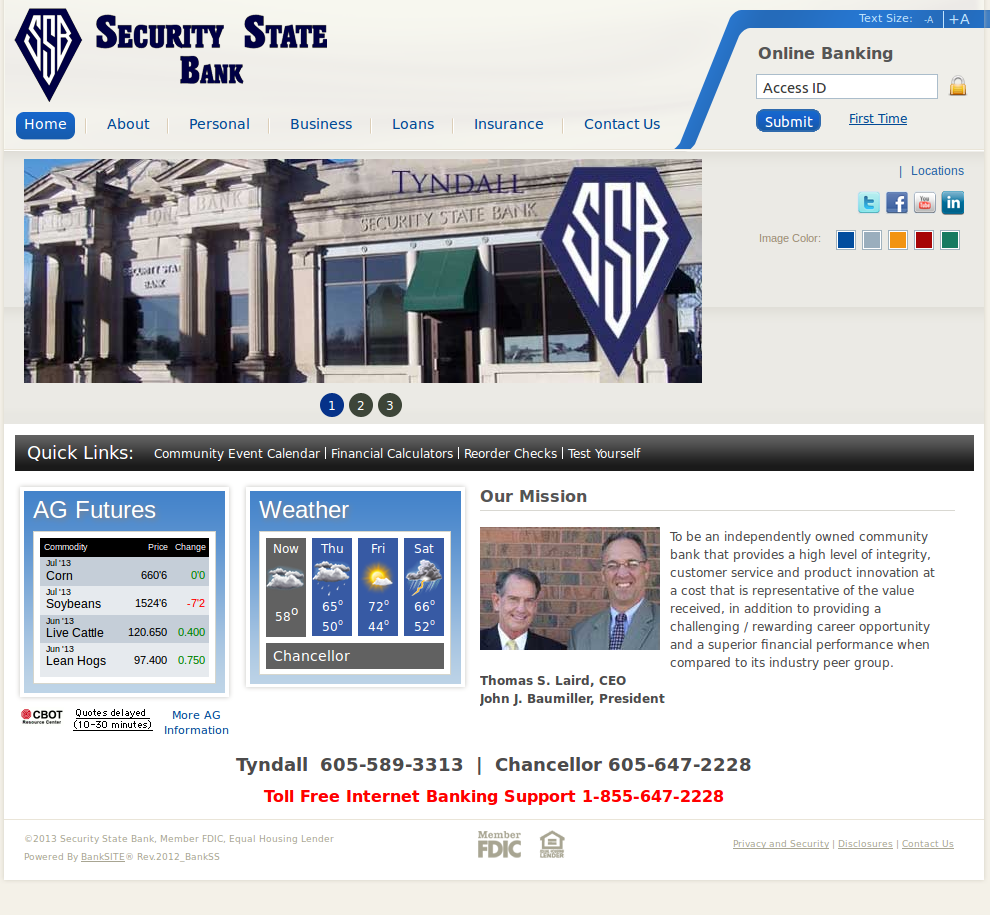 SSB
SECURITY STATE
BANK
Text Size: -A +A
Online Banking
Access ID
Submit First Time
Home About Personal Business Loans Insurance Contact Us
| Locations
Image Color:
TYNDALL
SECURITY STATE BANK
SECURITY STATE
BANK
SSB
1 2 3
Quick Links: Community Event Calendar | Financial Calculators | Reorder Checks | Test Yourself
AG Futures
Commodity Price Change
Jul '13
Corn 660'6 0'0
Jul '13
Soybeans 1524'6 -7'2
Jun '13
Live Cattle 120.650 0.400
Jun '13
Lean Hogs 97.400 0.750
CBOT
Resource Center
Quotes delayed
(10-30 minutes)
More AG
Information
Weather
Now Thu Fri Sat
58° 65° 72° 66°
50° 44° 52°
Chancellor
Our Mission
To be an independently owned community
bank that provides a high level of integrity,
customer service and product innovation at
a cost that is representative of the value
received, in addition to providing a
challenging / rewarding career opportunity
and a superior financial performance when
compared to its industry peer group.
Thomas S. Laird, CEO
John J. Baumiller, President
Tyndall 605-589-3313 | Chancellor 605-647-2228
Toll Free Internet Banking Support 1-855-647-2228
©2013 Security State Bank, Member FDIC, Equal Housing Lender
Powered By BankSITE® Rev.2012_BankSS
Member
FDIC
EQUAL HOUSING
LENDER
Privacy and Security | Disclosures | Contact Us